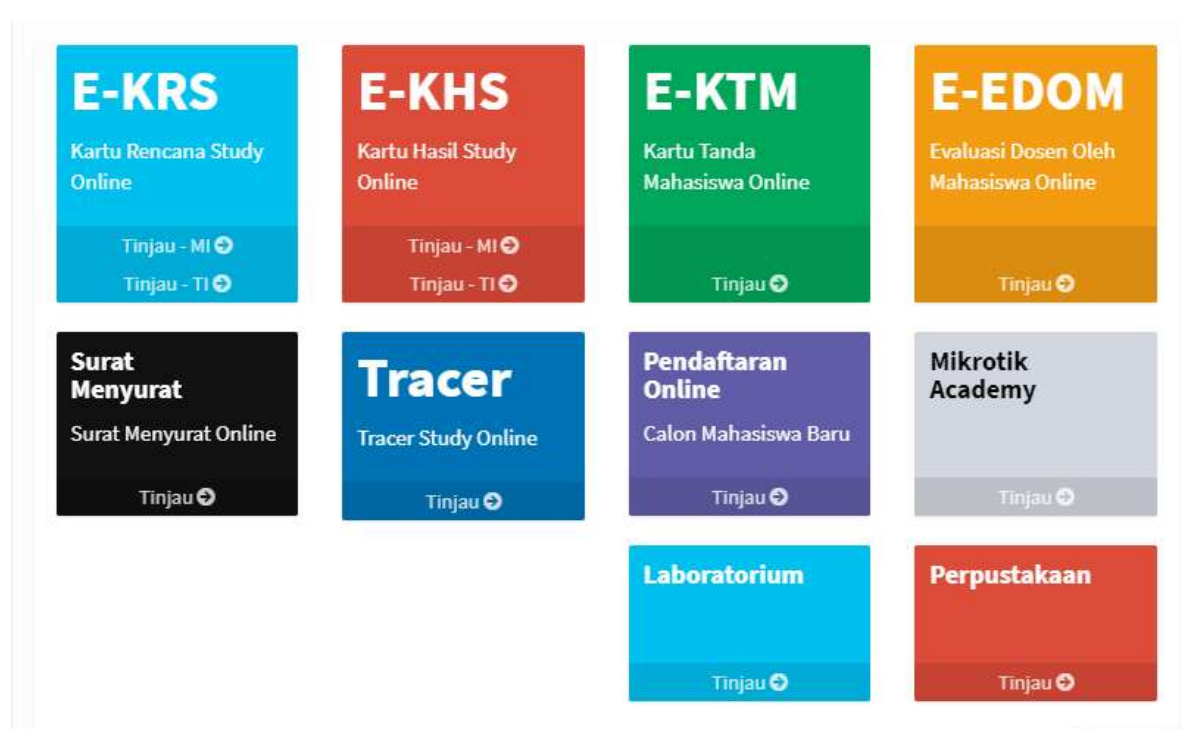 E-KRS
Kartu Rencana Study
Online
Tinjau - MI
Tinjau - TI
E-KHS
Kartu Hasil Study
Online
Tinjau - MI
Tinjau - TI
E-KTM
Kartu Tanda
Mahasiswa Online
Tinjau
E-EDOM
Evaluasi Dosen Oleh
Mahasiswa Online
Tinjau
Surat
Menyurat
Surat Menyurat Online
Tinjau
Tracer
Tracer Study Online
Tinjau
Pendaftaran
Online
Calon Mahasiswa Baru
Tinjau
Mikrotik
Academy
Tinjau
Laboratorium
Tinjau
Perpustakaan
Tinjau